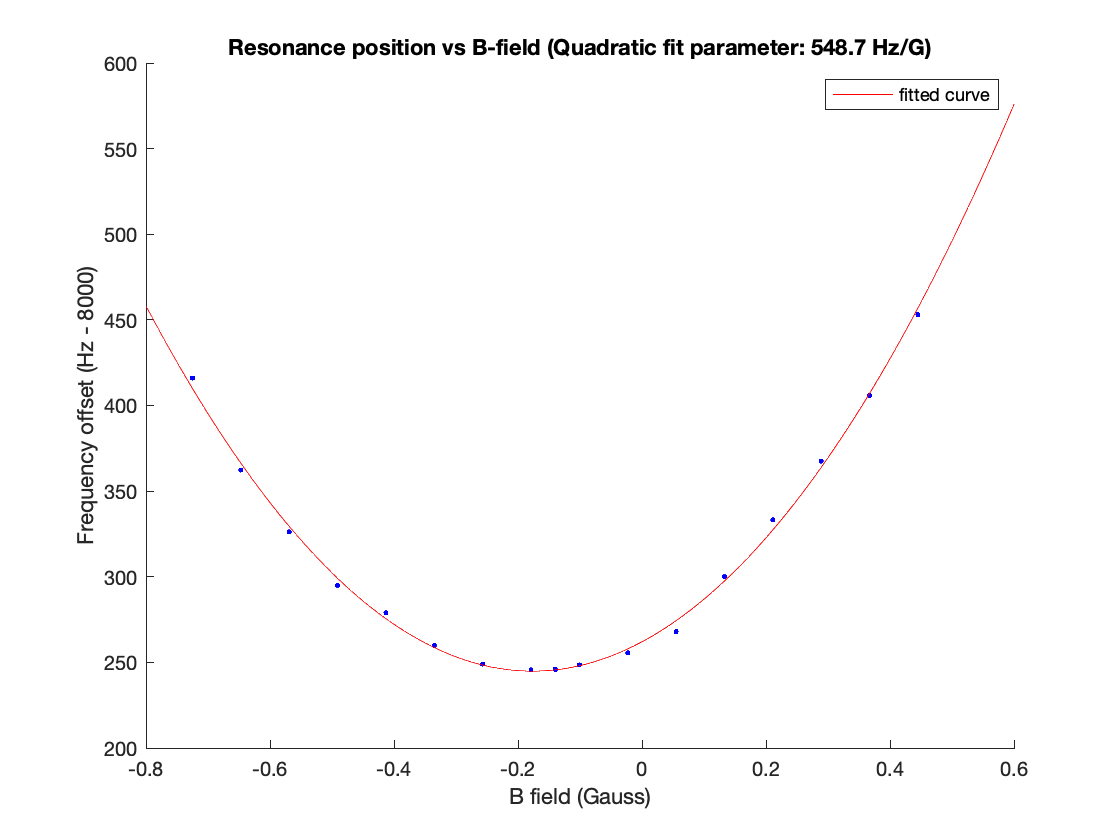 Resonance position vs B-field (Quadratic fit parameter: 548.7 Hz/G)
fitted curve
600
550
500
450
400
350
300
250
200
Frequency offset (Hz - 8000)
-0.8 -0.6 -0.4 -0.2 0 0.2 0.4 0.6
B field (Gauss)